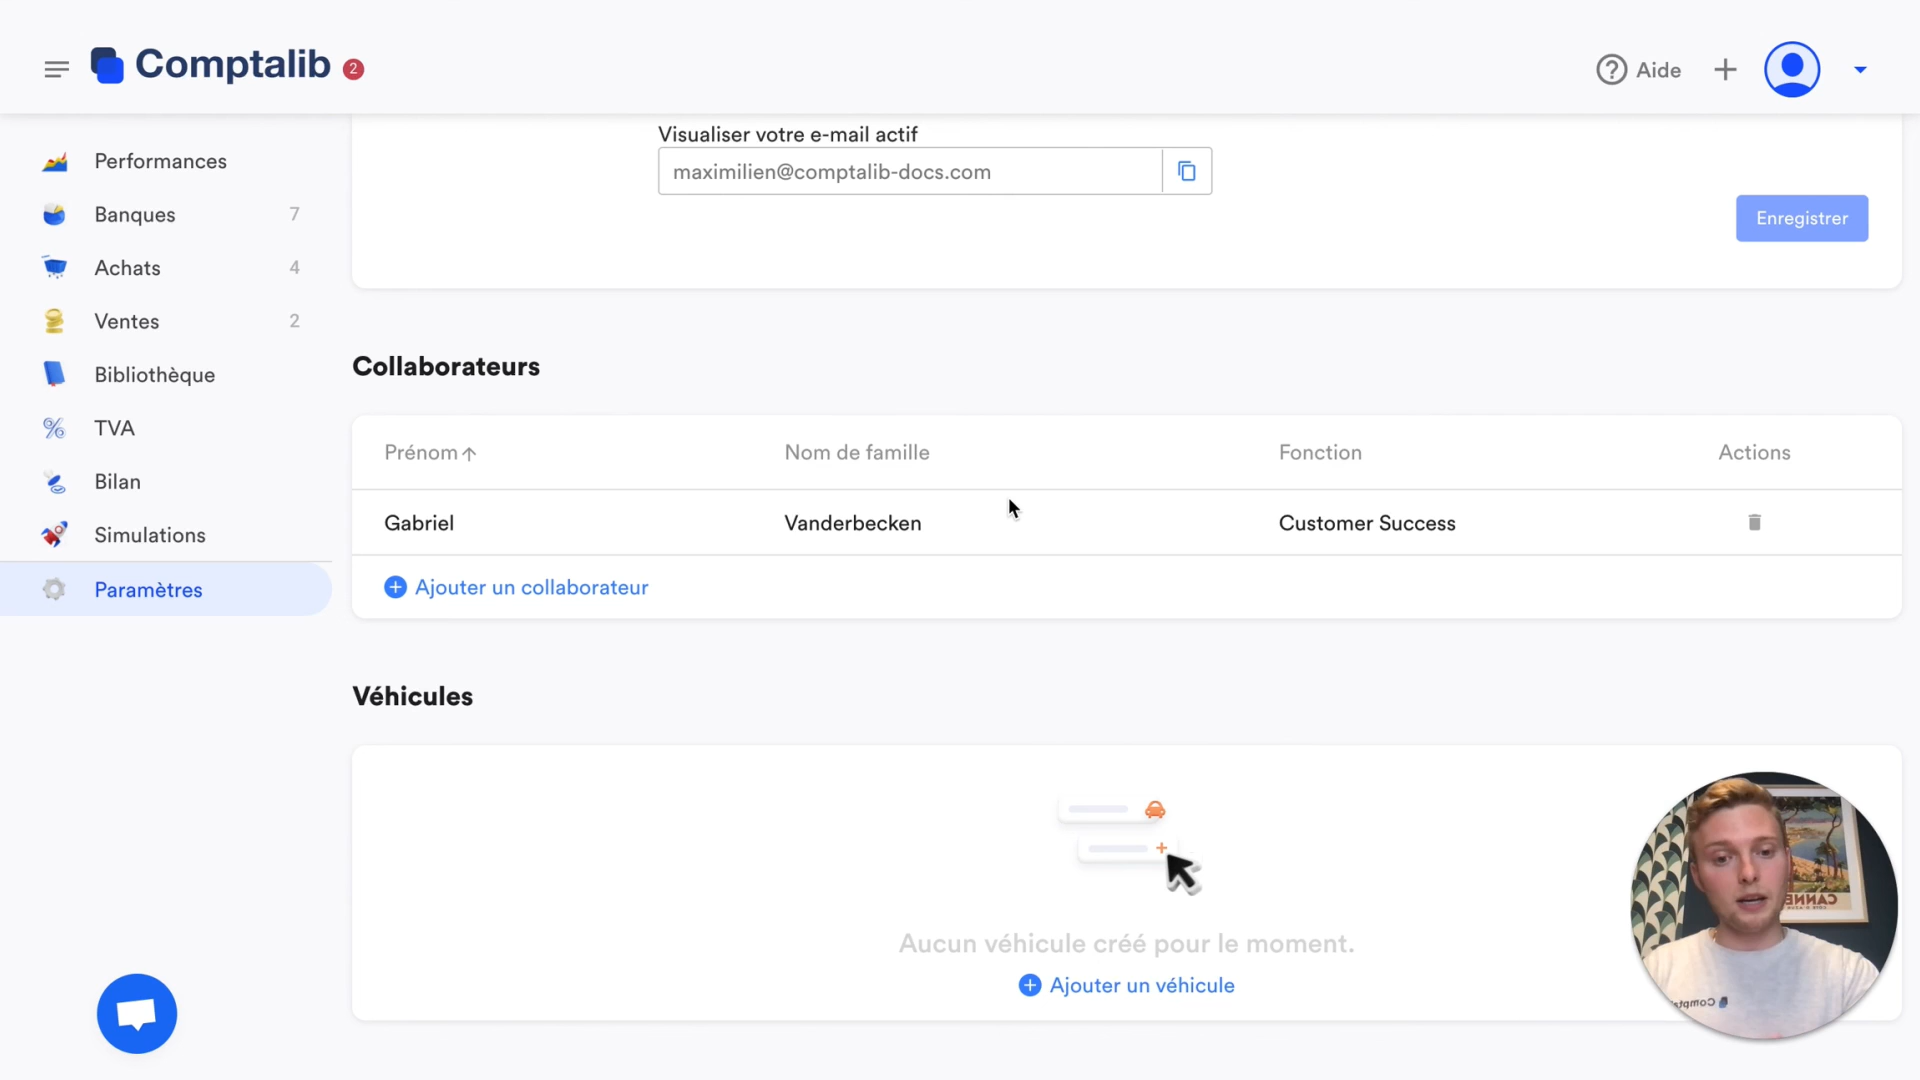 Comptalib 2
Aide
Performances
Banques 7
Achats 4
Ventes 2
Bibliothèque
TVA
Bilan
Simulations
Paramètres
Visualiser votre e-mail actif
maximilien@comptalib-docs.com
Enregistrer
Collaborateurs
Prénom Nom de famille Fonction Actions
Gabriel Vanderbecken Customer Success
Ajouter un collaborateur
Véhicules
Aucun véhicule créé pour le moment.
Ajouter un véhicule
CANNE